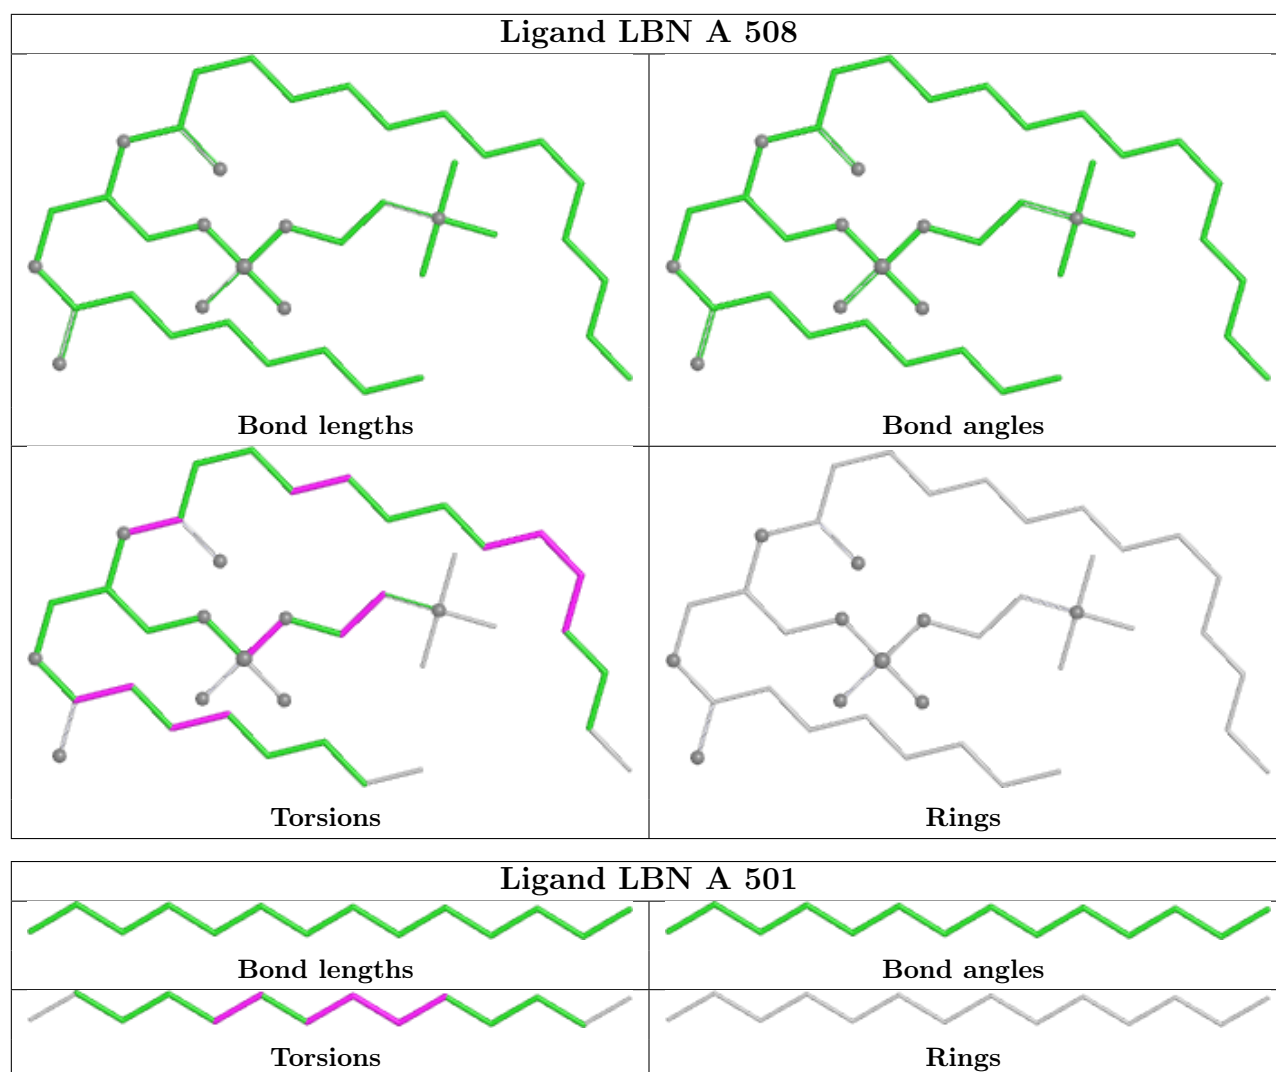 Ligand LBN A 508
Bond lengths
Bond angles
Torsions
Rings
Ligand LBN A 501
Bond lengths
Bond angles
Torsions
Rings